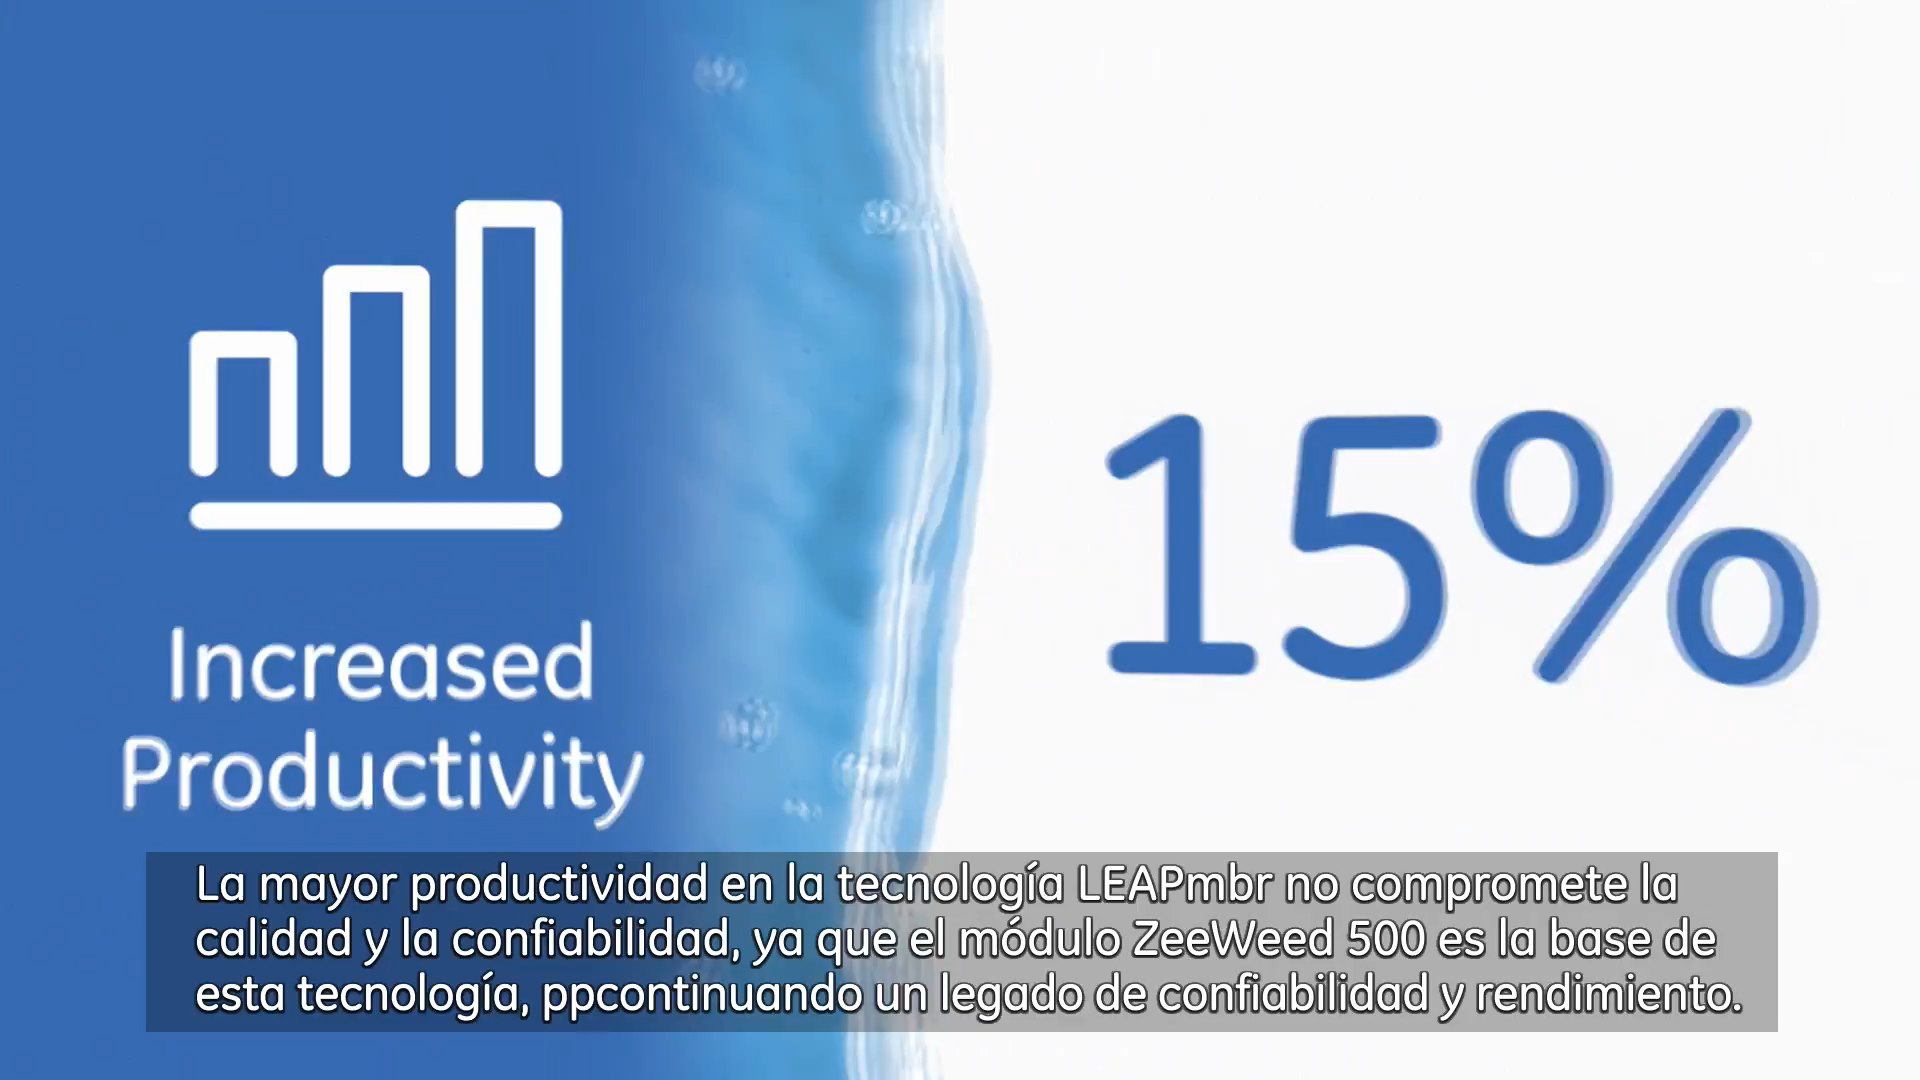 Increased
Productivity
15%
La mayor productividad en la tecnología LEAPmbr no compromete la
calidad y la confiabilidad, ya que el módulo ZeeWeed 500 es la base de
esta tecnología, ppcontinuando un legado de confiabilidad y rendimiento.